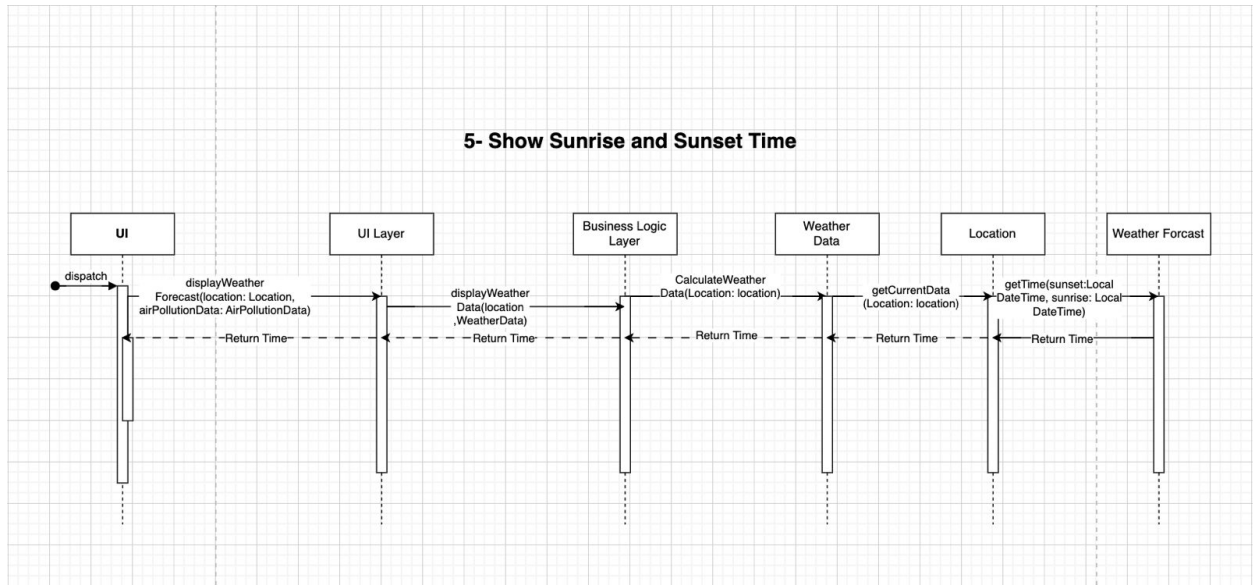 5- Show Sunrise and Sunset Time
UI
UI Layer
Business Logic
Layer
Weather
Data
Location
Weather Forcast
dispatch
displayWeather
Forecast(location: Location,
airPollutionData: AirPollutionData)
displayWeather
Data(location
,WeatherData)
CalculateWeather
Data(Location: location)
getCurrentData
(Location: location)
getTime(sunset:Local
DateTime, sunrise: Local
DateTime)
Return Time
Return Time
Return Time
Return Time
Return Time